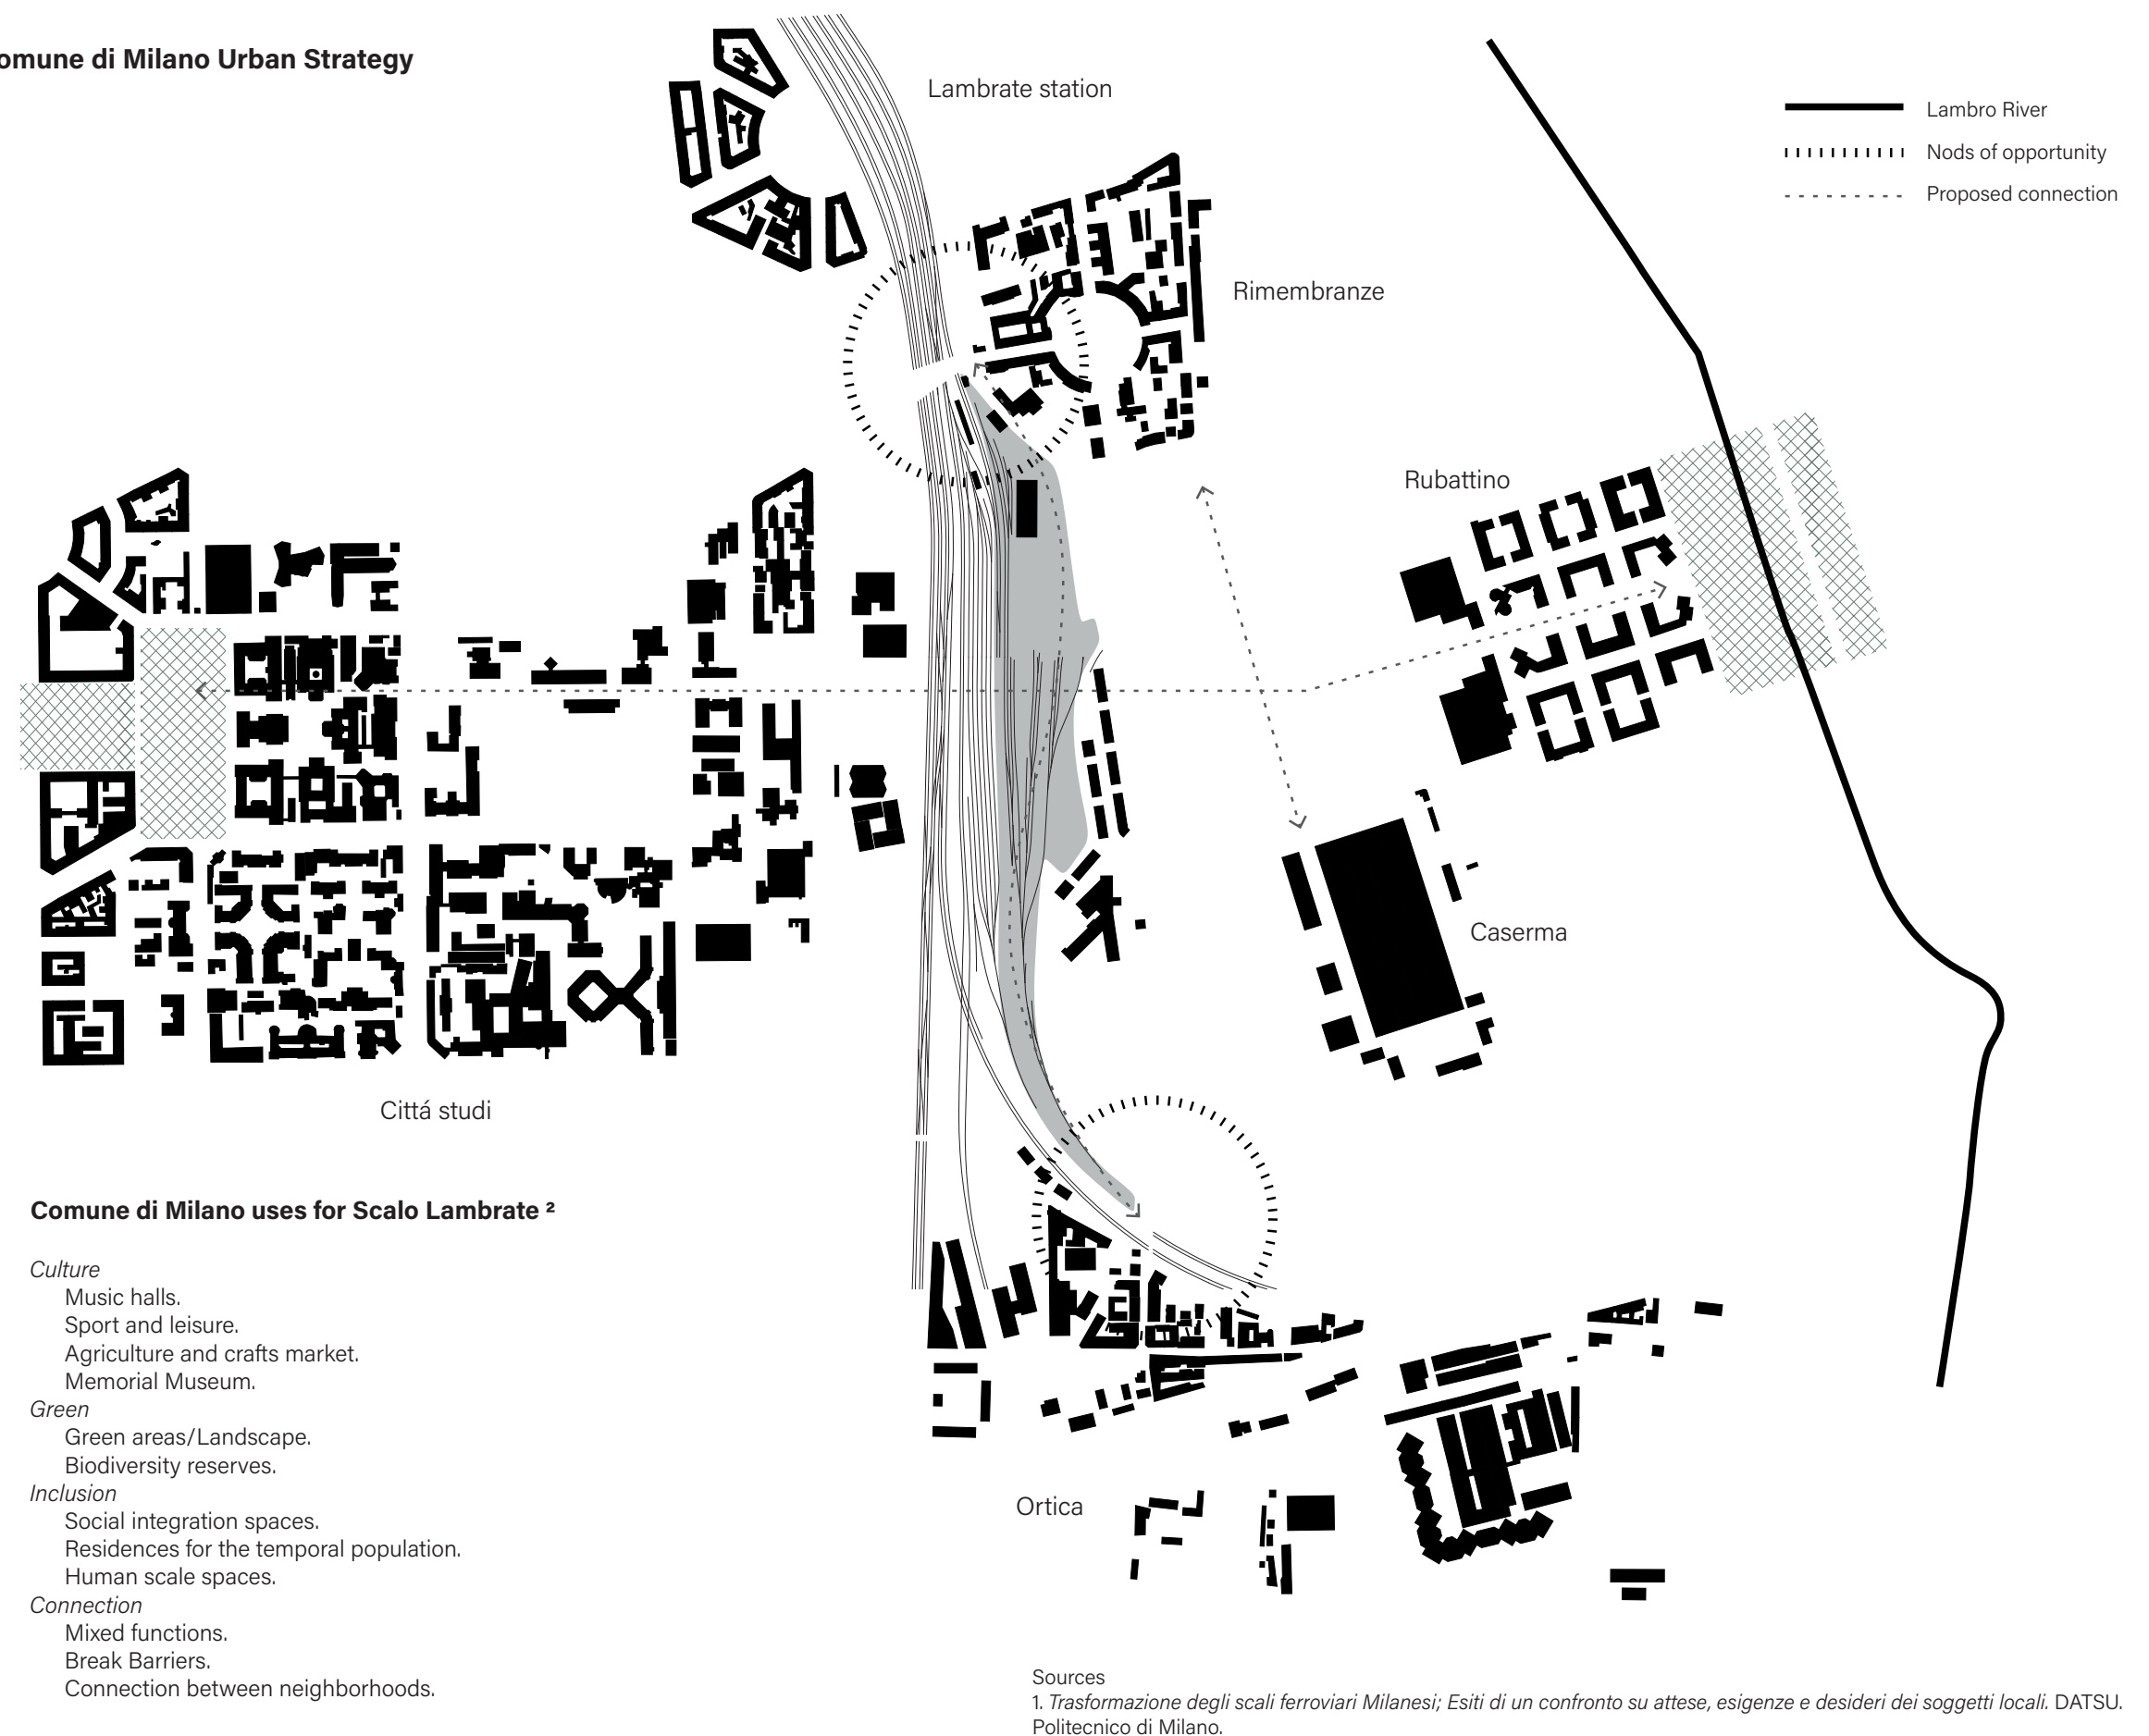 omune di Milano Urban Strategy
Lambrate station
Lambro River
Nods of opportunity
Proposed connection
Rimembranze
Rubattino
Caserma
Cittá studi
Ortica
Comune di Milano uses for Scalo Lambrate ²
Culture
Music halls.
Sport and leisure.
Agriculture and crafts market.
Memorial Museum.
Green
Green areas/Landscape.
Biodiversity reserves.
Inclusion
Social integration spaces.
Residences for the temporal population.
Human scale spaces.
Connection
Mixed functions.
Break Barriers.
Connection between neighborhoods.
Sources
1. Trasformazione degli scali ferroviari Milanesi; Esiti di un confronto su attese, esigenze e desideri dei soggetti locali. DATSU.
Politecnico di Milano.